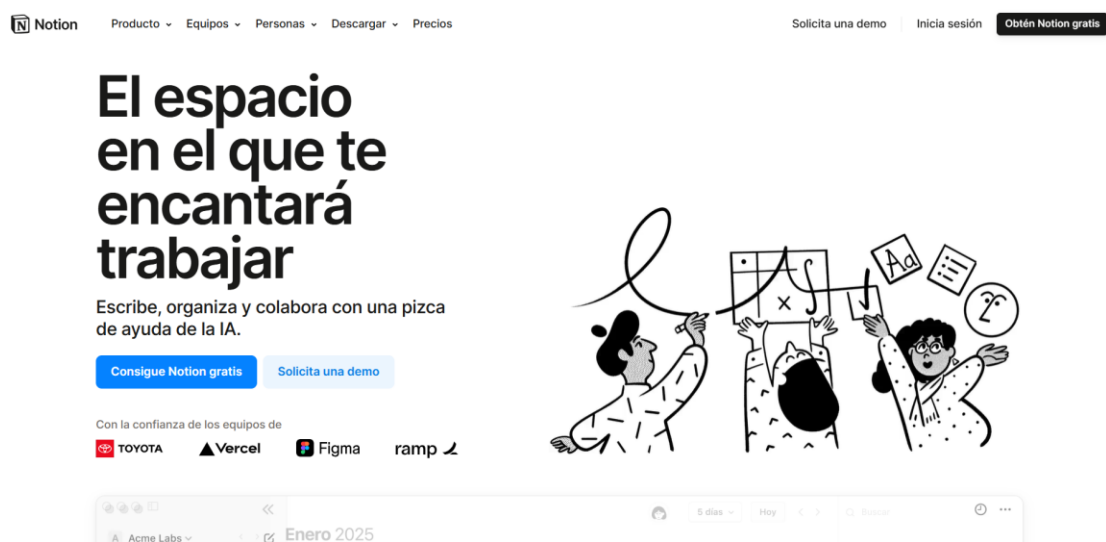 Notion Producto Equipos Personas Descargar Precios Solicita una demo Inicia sesión Obtén Notion gratis
El espacio
en el que te
encantará
trabajar
Escribe, organiza y colabora con una pizca
de ayuda de la IA.
Consigue Notion gratis Solicita una demo
Con la confianza de los equipos de
TOYOTA Vercel Figma ramp
Aa
x
5 días Hoy Buscar
A Acme Labs Enero 2025